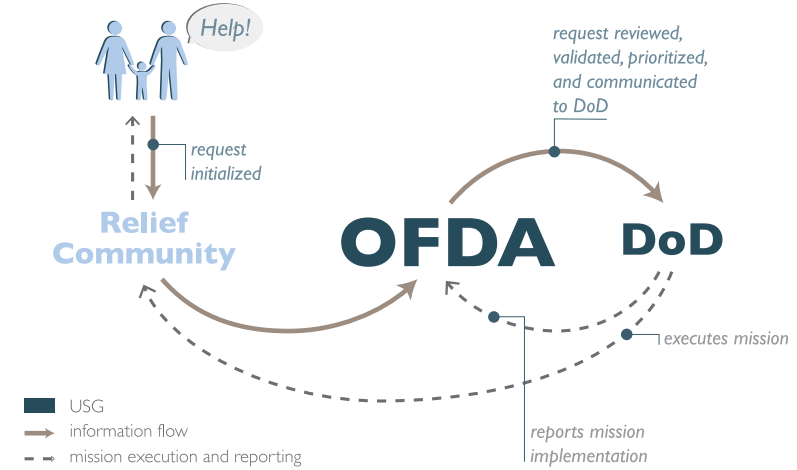 Help!
request reviewed,
validated, prioritized,
and communicated
to DoD
request
initialized
Relief
Community
OFDA
DoD
executes mission
reports mission
implementation
USG
information flow
mission execution and reporting